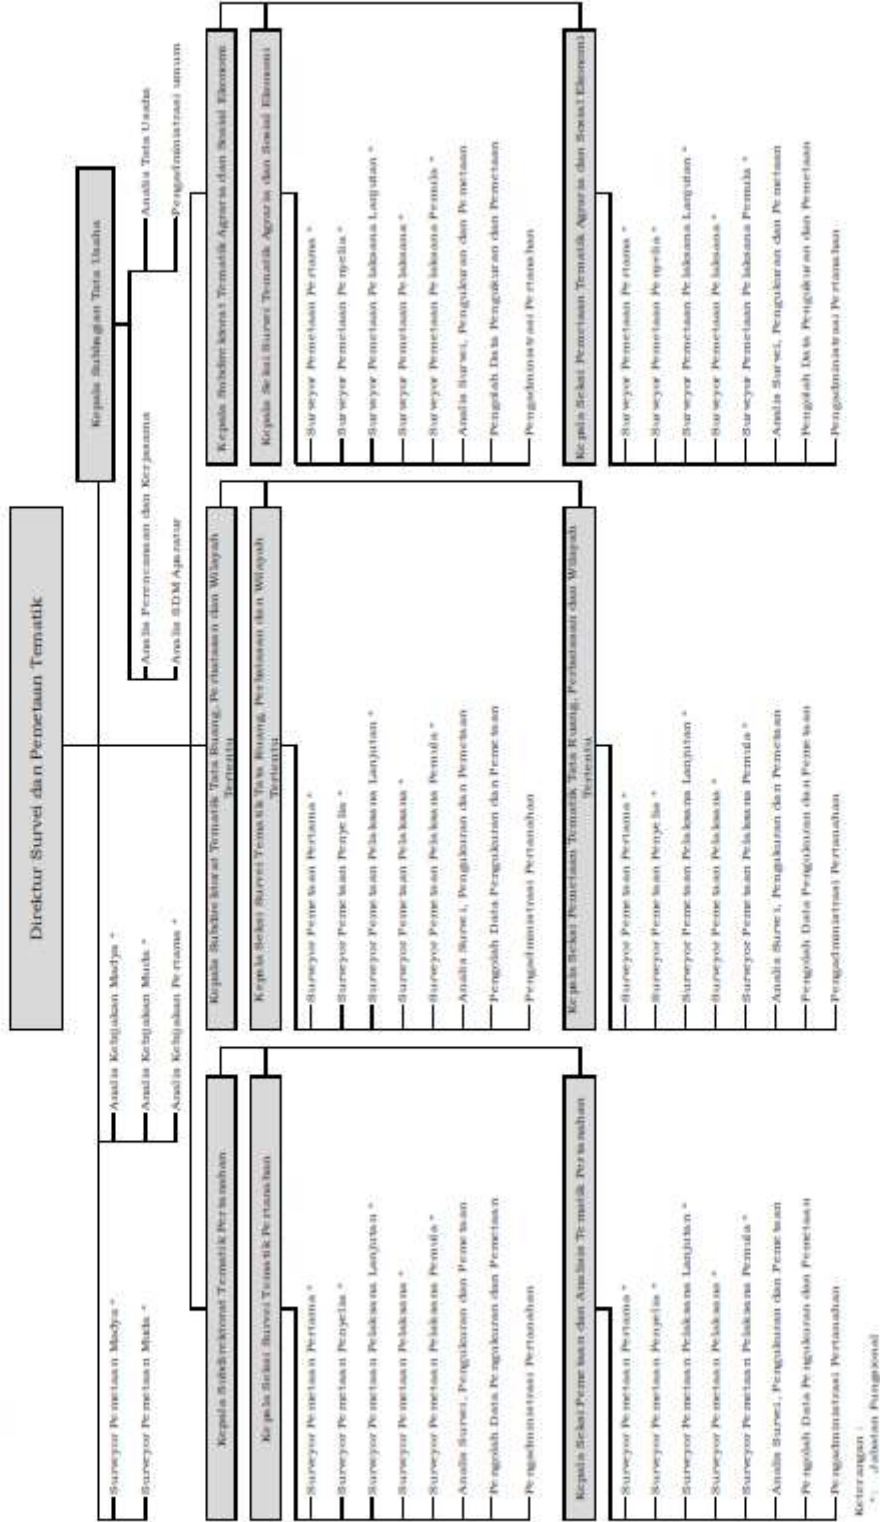 Direktur Survei dan Pemetaan Tematik
Kepala Subbagian Tata Usaha
Surveyor Pemetaan Madya *
Surveyor Pemetaan Muda *
Analis Kebijakan Madya *
Analis Kebijakan Muda *
Analis Kebijakan Pertama *
Analis Perencanaan dan Kerjasama
Analis SDM Aparatur
Analis Tata Usaha
Pengadministrasi umum
Kepala Subdirektorat Tematik Pertanahan
Kepala Seksi Survei Tematik Pertanahan
Surveyor Pemetaan Pertama *
Surveyor Pemetaan Penyelia *
Surveyor Pemetaan Pelaksana Lanjutan *
Surveyor Pemetaan Pelaksana *
Surveyor Pemetaan Pemula *
Analis Survei, Pengukuran dan Pemetaan
Pengolah Data Pengukuran dan Pemetaan
Pengadministrasi Pertanahan
Kepala Seksi Pemetaan dan Analisis Tematik Pertanahan
Surveyor Pemetaan Pertama *
Surveyor Pemetaan Penyelia *
Surveyor Pemetaan Pelaksana Lanjutan *
Surveyor Pemetaan Pelaksana *
Surveyor Pemetaan Pelaksana Pemula *
Analis Survei, Pengukuran dan Pemetaan
Pengolah Data Pengukuran dan Pemetaan
Pengadministrasi Pertanahan
Kepala Subdirektorat Tematik Tata Ruang, Perbatasan dan Wilayah
Tertentu
Kepala Seksi Survei Tematik Tata Ruang, Perbatasan dan Wilayah
Tertentu
Surveyor Pemetaan Pertama *
Surveyor Pemetaan Penyelia *
Surveyor Pemetaan Pelaksana Lanjutan *
Surveyor Pemetaan Pelaksana *
Surveyor Pemetaan Pelaksana Pemula *
Analis Survei, Pengukuran dan Pemetaan
Pengolah Data Pengukuran dan Pemetaan
Pengadministrasi Pertanahan
Kepala Seksi Pemetaan Tematik Tata Ruang, Perbatasan dan Wilayah
Tertentu
Surveyor Pemetaan Pertama *
Surveyor Pemetaan Penyelia *
Surveyor Pemetaan Pelaksana Lanjutan *
Surveyor Pemetaan Pelaksana *
Surveyor Pemetaan Pelaksana Pemula *
Analis Survei, Pengukuran dan Pemetaan
Pengolah Data Pengukuran dan Pemetaan
Pengadministrasi Pertanahan
Kepala Subdirektorat Tematik Agraria dan Sosial Ekonomi
Kepala Seksi Survei Tematik Agraria dan Sosial Ekonomi
Surveyor Pemetaan Pertama *
Surveyor Pemetaan Penyelia *
Surveyor Pemetaan Pelaksana Lanjutan *
Surveyor Pemetaan Pelaksana *
Surveyor Pemetaan Pelaksana Pemula *
Analis Survei, Pengukuran dan Pemetaan
Pengolah Data Pengukuran dan Pemetaan
Pengadministrasi Pertanahan
Kepala Seksi Pemetaan Tematik Agraria dan Sosial Ekonomi
Surveyor Pemetaan Pertama *
Surveyor Pemetaan Penyelia *
Surveyor Pemetaan Pelaksana Lanjutan *
Surveyor Pemetaan Pelaksana *
Surveyor Pemetaan Pelaksana Pemula *
Analis Survei, Pengukuran dan Pemetaan
Pengolah Data Pengukuran dan Pemetaan
Pengadministrasi Pertanahan
Keterangan :
*: Jabatan Fungsional